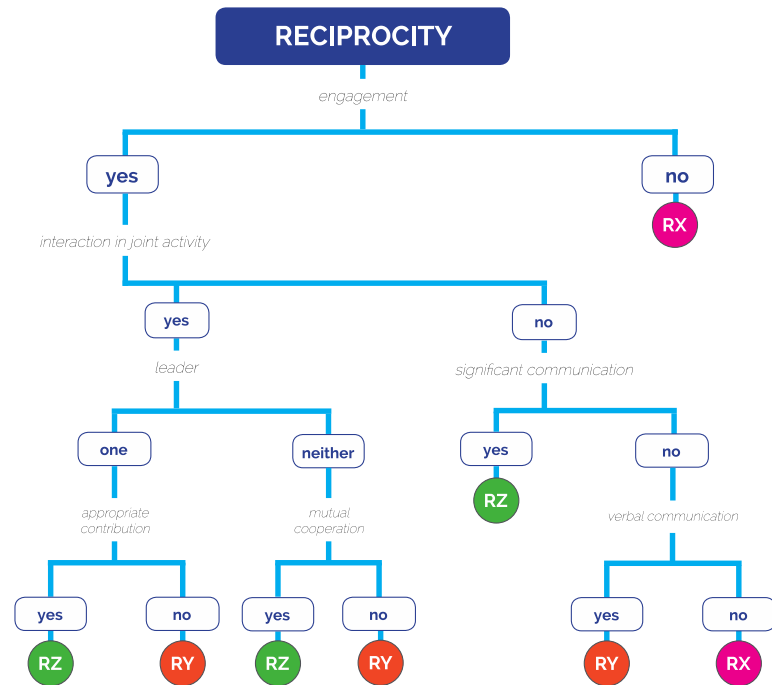 RECIPROCITY
engagement
yes
no
RX
interaction in joint activity
yes
no
leader
significant communication
one
neither
yes
no
RZ
appropriate
contribution
mutual
cooperation
verbal communication
yes
no
yes
no
yes
no
RZ
RY
RZ
RY
RY
RX